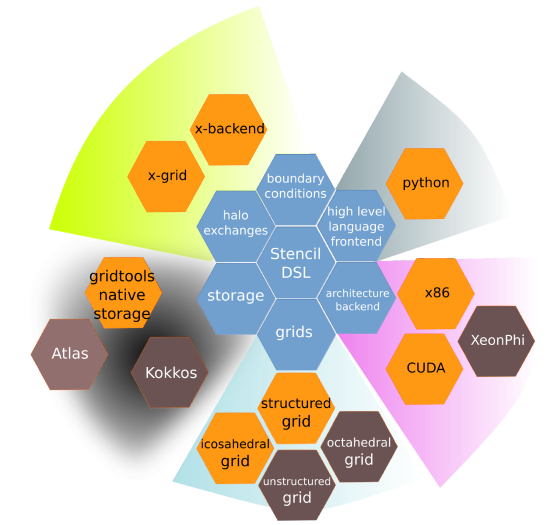 x-backend
x-grid
python
boundary
conditions
halo
exchanges
high level
language
frontend
Stencil
DSL
storage
architecture
backend
grids
gridtools
native
storage
Atlas
Kokkos
x86
XeonPhi
CUDA
structured
grid
icosahedral
grid
octahedral
grid
unstructured
grid